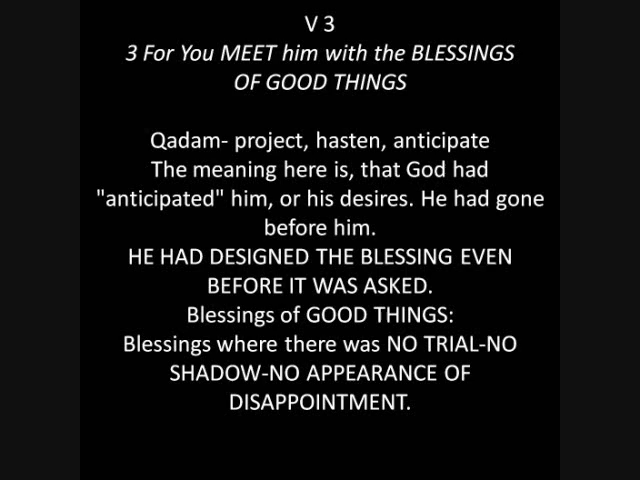 V 3
3 For You MEET him with the BLESSINGS
OF GOOD THINGS
Qadam- project, hasten, anticipate
The meaning here is, that God had
"anticipated" him, or his desires. He had gone
before him.
HE HAD DESIGNED THE BLESSING EVEN
BEFORE IT WAS ASKED.
Blessings of GOOD THINGS:
Blessings where there was NO TRIAL-NO
SHADOW-NO APPEARANCE OF
DISAPPOINTMENT.